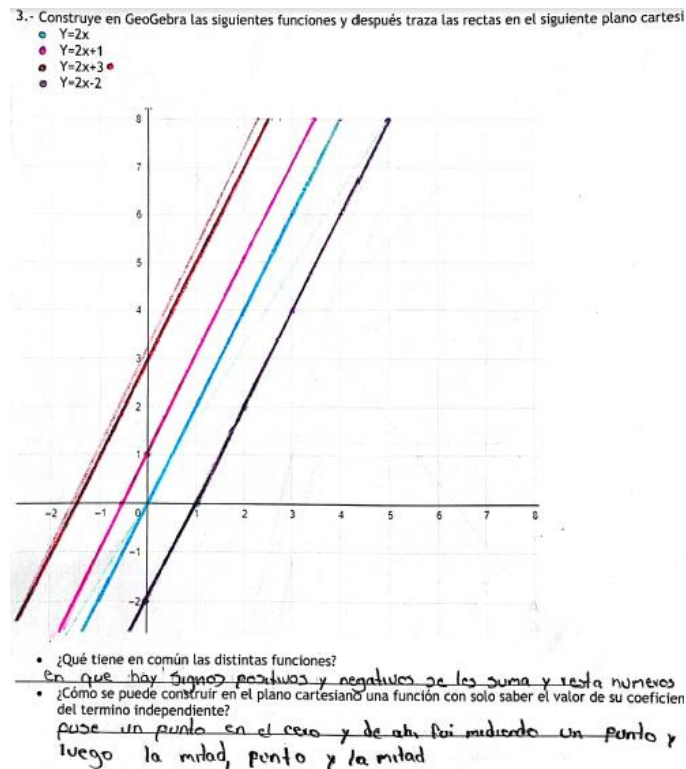 3.- Construye en GeoGebra las siguientes funciones y después traza las rectas en el siguiente plano cartesi
Y=2x
Y=2x+1
Y=2x+3
Y=2x-2
8
7
6
5
4
3
2
1
-2 -1 0 1 2 3 4 5 6 7 8
-1
-2
• ¿Qué tiene en común las distintas funciones?
en que hay signos positivos y negativos se les suma y resta numeros
• ¿Cómo se puede construir en el plano cartesiano una función con solo saber el valor de su coeficien
del termino independiente?
puse un punto en el cero y de ahi fui midiendo un punto y
luego la mitad, punto y la mitad